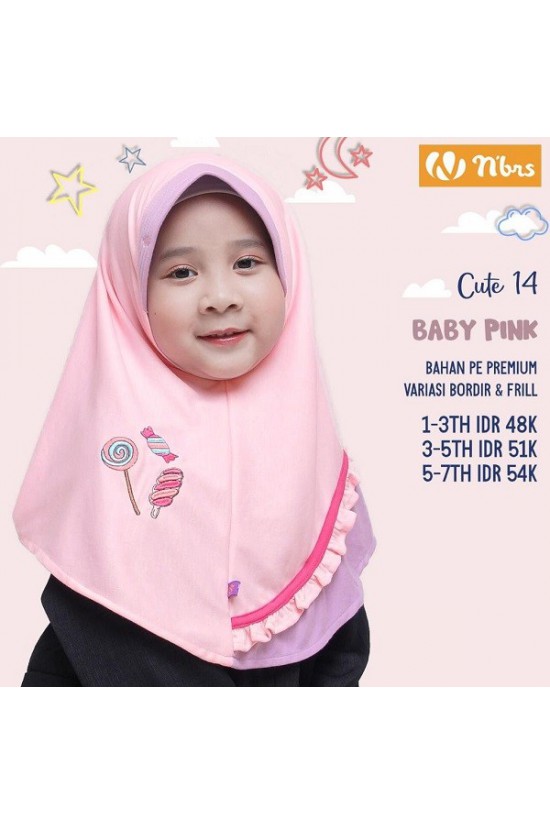 n'brs
Cute 14
BABY PINK
BAHAN PE PREMIUM
VARIASI BORDIR & FRILL
1-3TH IDR 48K
3-5TH IDR 51K
5-7TH IDR 54K